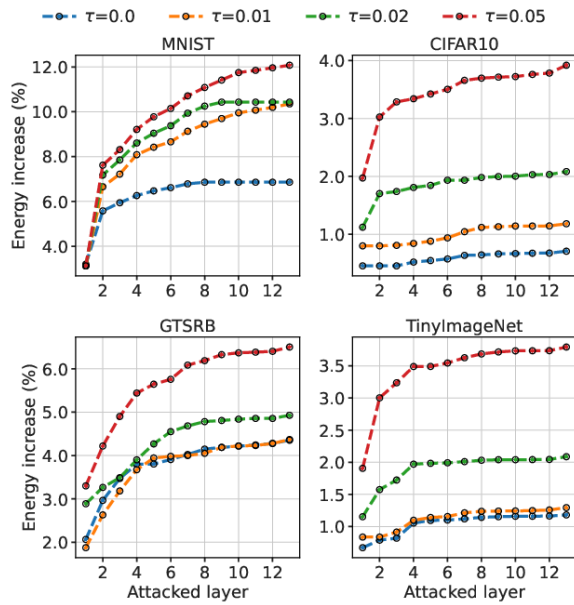 τ=0.0 τ=0.01 τ=0.02 τ=0.05
MNIST
CIFAR10
Energy increase (%)
12.0
10.0
8.0
6.0
4.0
2 4 6 8 10 12
4.0
3.0
2.0
1.0
2 4 6 8 10 12
GTSRB
TinyImageNet
Energy increase (%)
6.0
5.0
4.0
3.0
2.0
2 4 6 8 10 12
Attacked layer
3.5
3.0
2.5
2.0
1.5
1.0
2 4 6 8 10 12
Attacked layer